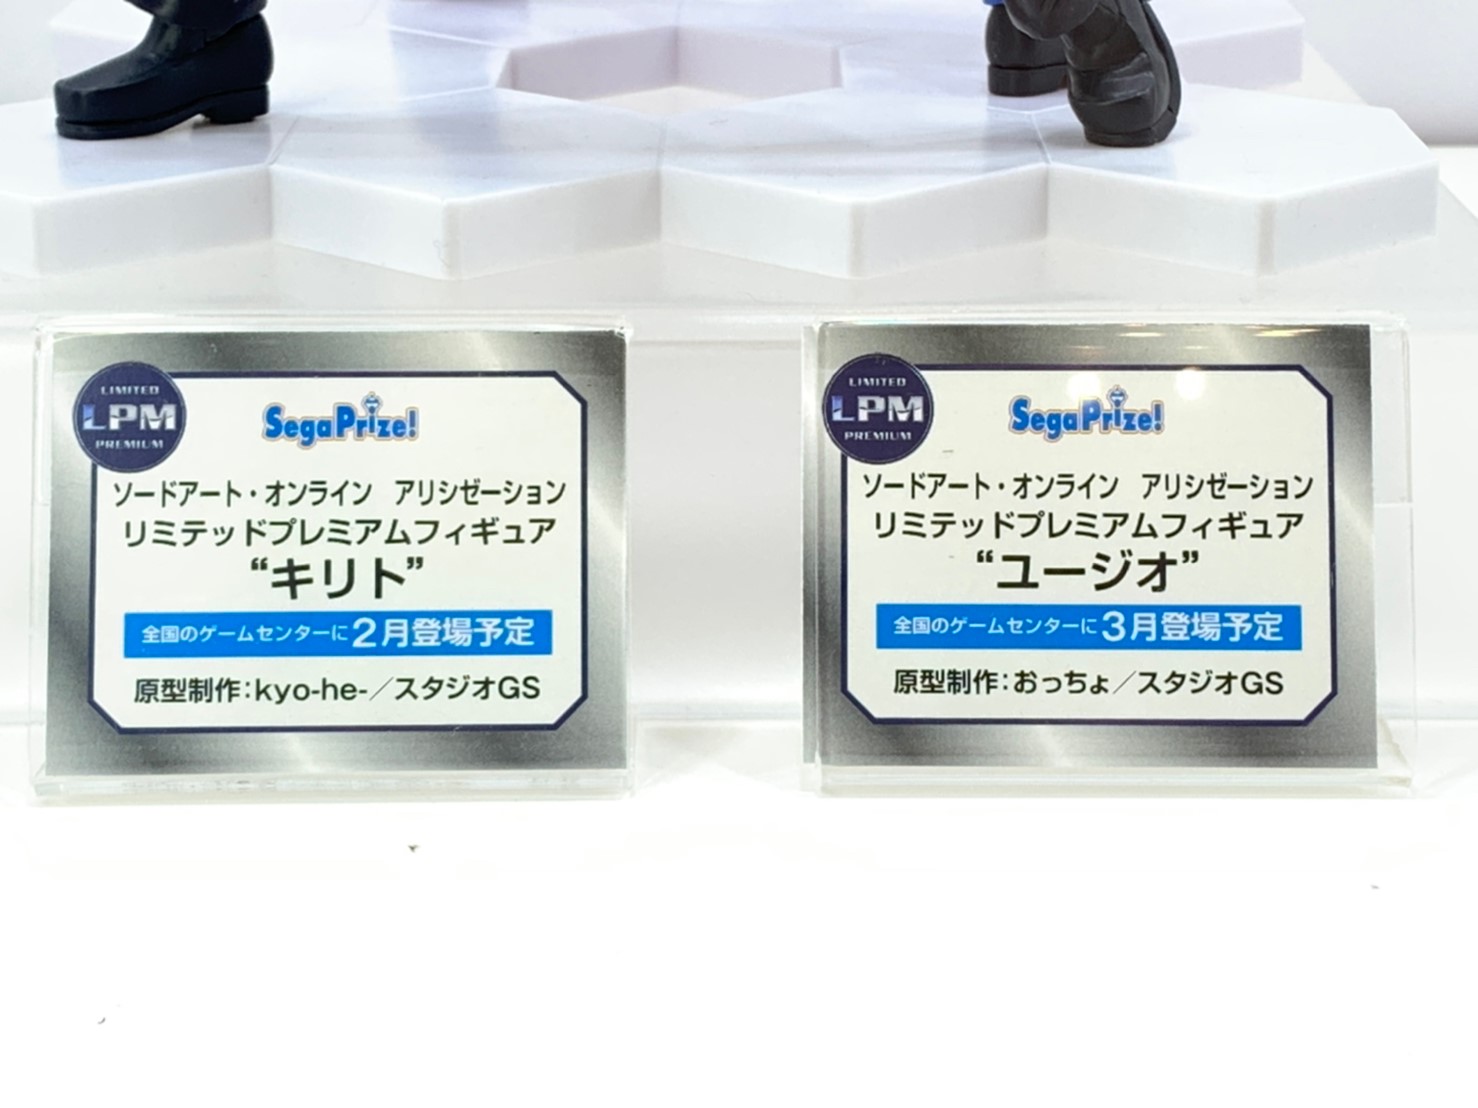 LIMITED
LPM
PREMIUM
SegaPrize!
ソードアート・オンライン　アリシゼーション
リミテッドプレミアムフィギュア
“キリト”
全国のゲームセンターに2月登場予定
原型制作：kyo-he-／スタジオGS
LIMITED
LPM
PREMIUM
SegaPrize!
ソードアート・オンライン　アリシゼーション
リミテッドプレミアムフィギュア
“ユージオ”
全国のゲームセンターに3月登場予定
原型制作：おっちょ／スタジオGS